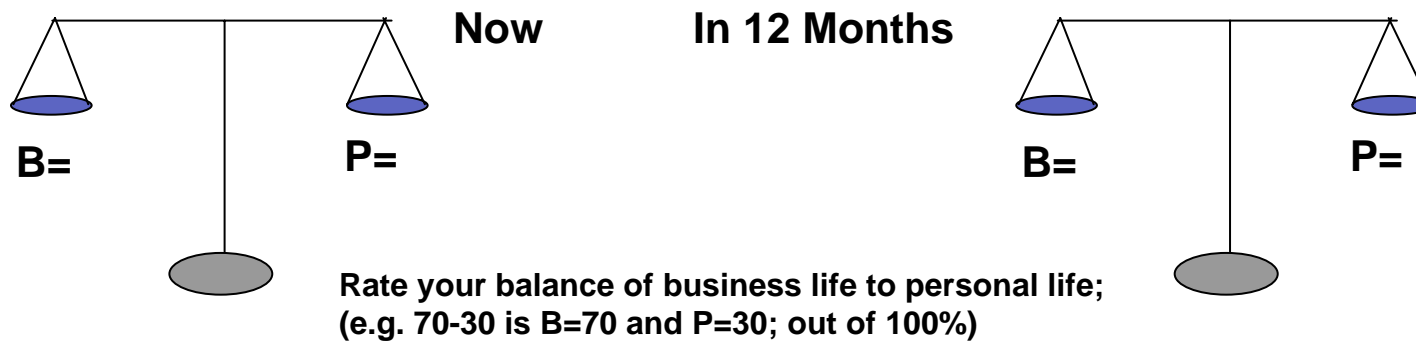 Now
In 12 Months
B=
P=
B=
P=
Rate your balance of business life to personal life;
(e.g. 70-30 is B=70 and P=30; out of 100%)